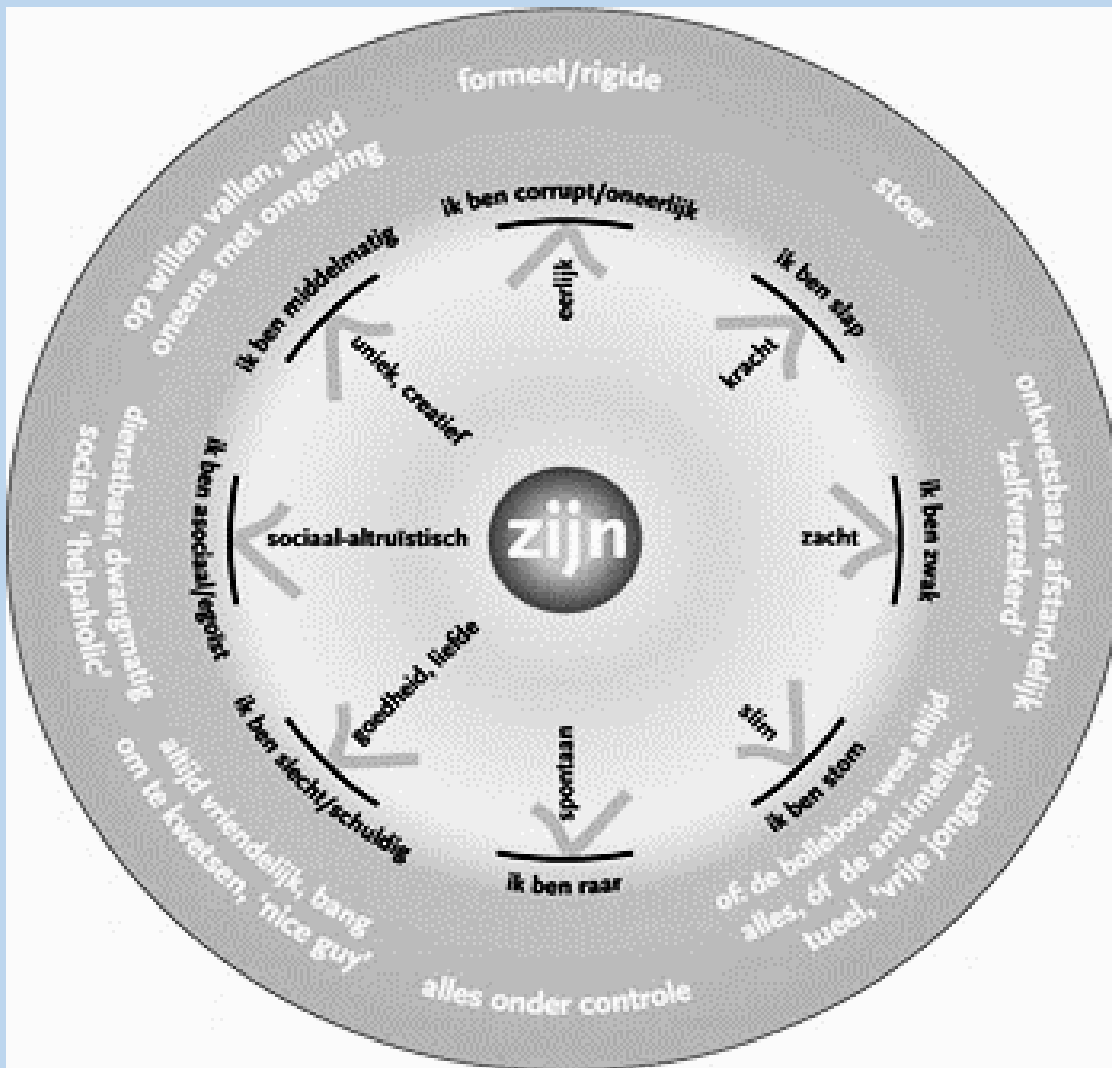 formeel/rigide
op willen vallen, altijd
oneens met omgeving
stoer
ik ben corrupt/oneerlijk
ik ben middelmatig
ik ben slap
eerlijk
uniek, creatief
kracht
dienstbaar, dwangmatig
sociaal, 'helpaholic'
ik ben asociaal/egoist
sociaal-altruïstisch
zijn
zacht
ik ben zwak
onkwetsbaar, afstandelijk
'zelfverzekerd'
goedheid, liefde
spontaan
slim
ik ben slecht/schuldig
ik ben raar
ik ben stom
altijd vriendelijk, bang
om te kwetsen, 'nice guy'
of: de bolleboos weet altijd
alles, óf de anti-intellec-
tueel, 'vrije jongen'
alles onder controle